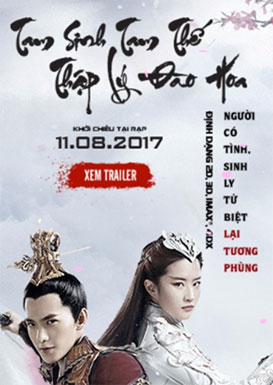 Tam Sinh Tam Thế
Thập Lý Đào Hoa
KHỞI CHIẾU TẠI RẠP
11.08.2017
XEM TRAILER
ĐỊNH DẠNG 2D, 3D, IMAX, 4DX
NGƯỜI
CÓ
TÌNH,
SINH
LY
TỬ
BIỆT
LẠI
TƯƠNG
PHÙNG